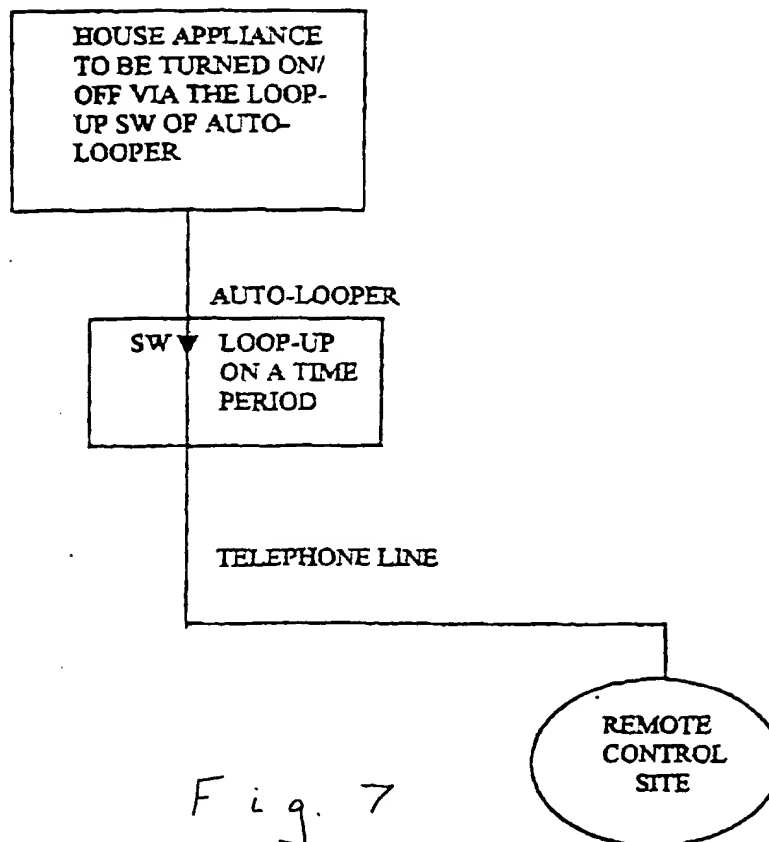 HOUSE APPLIANCE
TO BE TURNED ON/
OFF VIA THE LOOP-
UP SW OF AUTO-
LOOPER
AUTO-LOOPER
SW LOOP-UP
ON A TIME
PERIOD
TELEPHONE LINE
REMOTE
CONTROL
SITE
Fig. 7